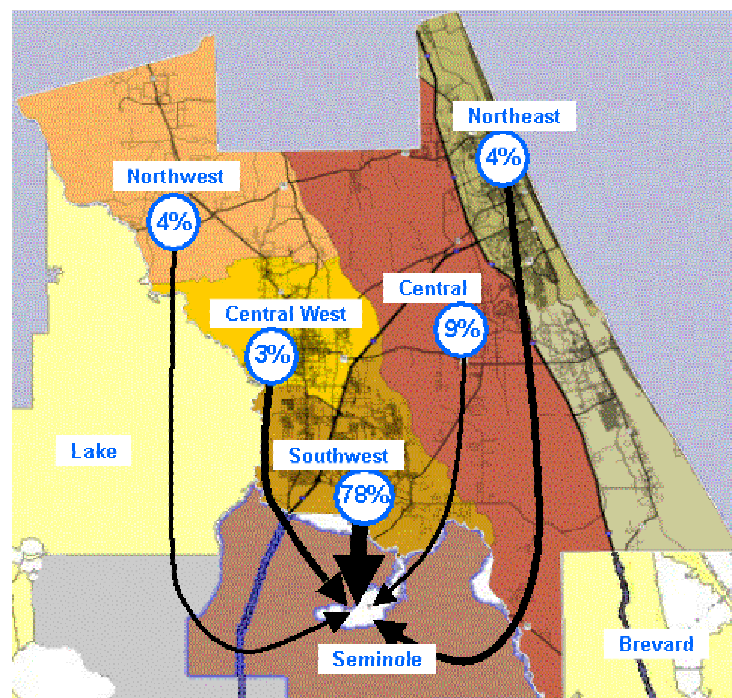 Northeast
4%
Northwest
4%
Central
9%
Central West
3%
Lake
Southwest
78%
Brevard
Seminole